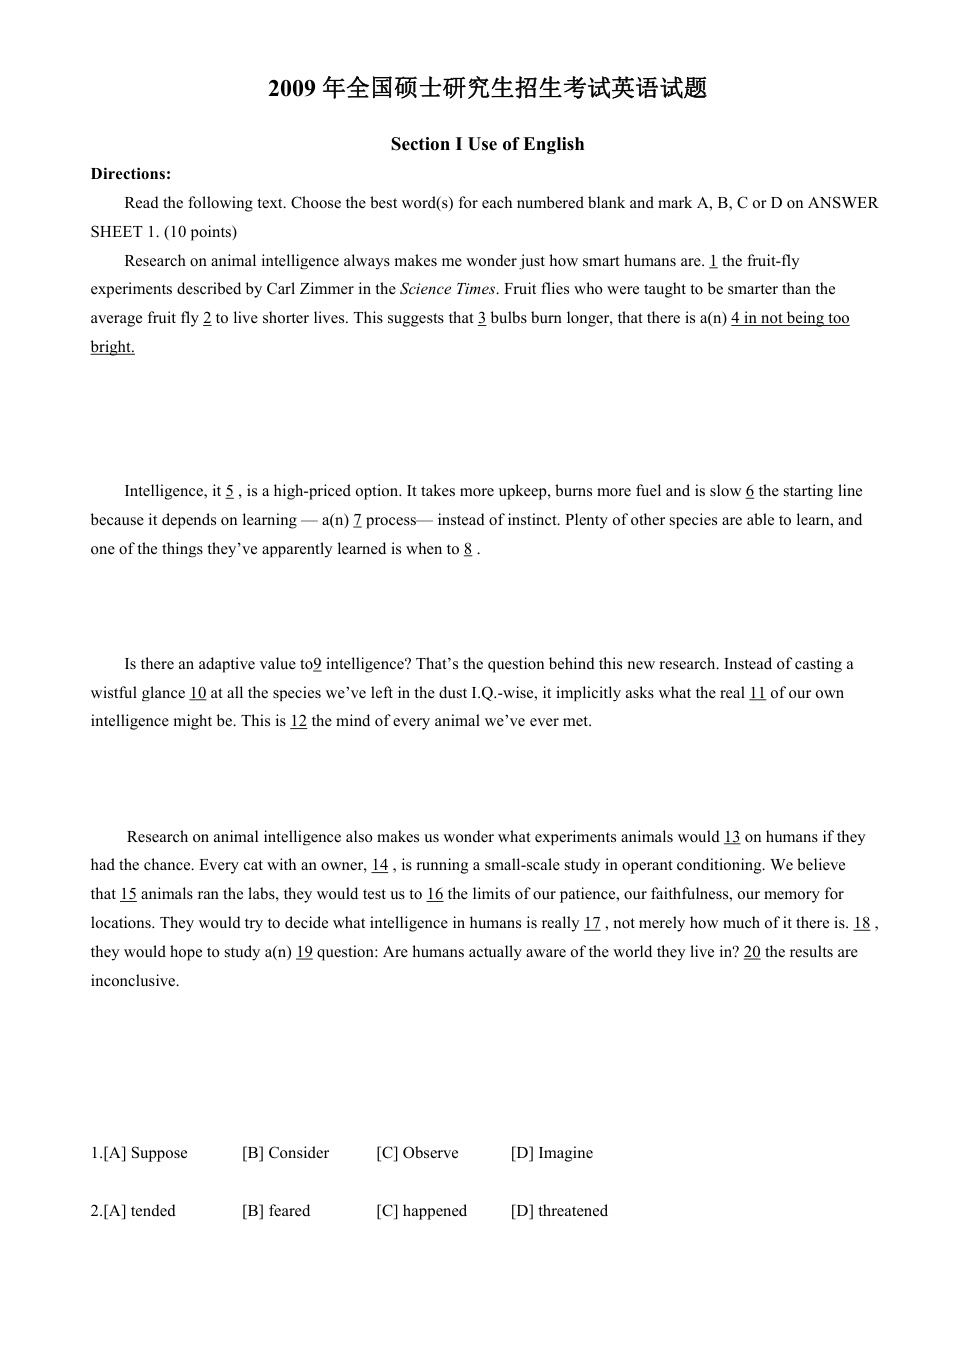 2009 年全国硕士研究生招生考试英语试题
Section I Use of English
Directions:
Read the following text. Choose the best word(s) for each numbered blank and mark A, B, C or D on ANSWER
SHEET 1. (10 points)
Research on animal intelligence always makes me wonder just how smart humans are. 1 the fruit-fly
experiments described by Carl Zimmer in the Science Times. Fruit flies who were taught to be smarter than the
average fruit fly 2 to live shorter lives. This suggests that 3 bulbs burn longer, that there is a(n) 4 in not being too
bright.
Intelligence, it 5 , is a high-priced option. It takes more upkeep, burns more fuel and is slow 6 the starting line
because it depends on learning — a(n) 7 process— instead of instinct. Plenty of other species are able to learn, and
one of the things they’ve apparently learned is when to 8 .
Is there an adaptive value to9 intelligence? That’s the question behind this new research. Instead of casting a
wistful glance 10 at all the species we’ve left in the dust I.Q.-wise, it implicitly asks what the real 11 of our own
intelligence might be. This is 12 the mind of every animal we’ve ever met.
Research on animal intelligence also makes us wonder what experiments animals would 13 on humans if they
had the chance. Every cat with an owner, 14 , is running a small-scale study in operant conditioning. We believe
that 15 animals ran the labs, they would test us to 16 the limits of our patience, our faithfulness, our memory for
locations. They would try to decide what intelligence in humans is really 17 , not merely how much of it there is. 18 ,
they would hope to study a(n) 19 question: Are humans actually aware of the world they live in? 20 the results are
inconclusive.
1.[A] Suppose [B] Consider [C] Observe [D] Imagine
2.[A] tended [B] feared [C] happened [D] threatened